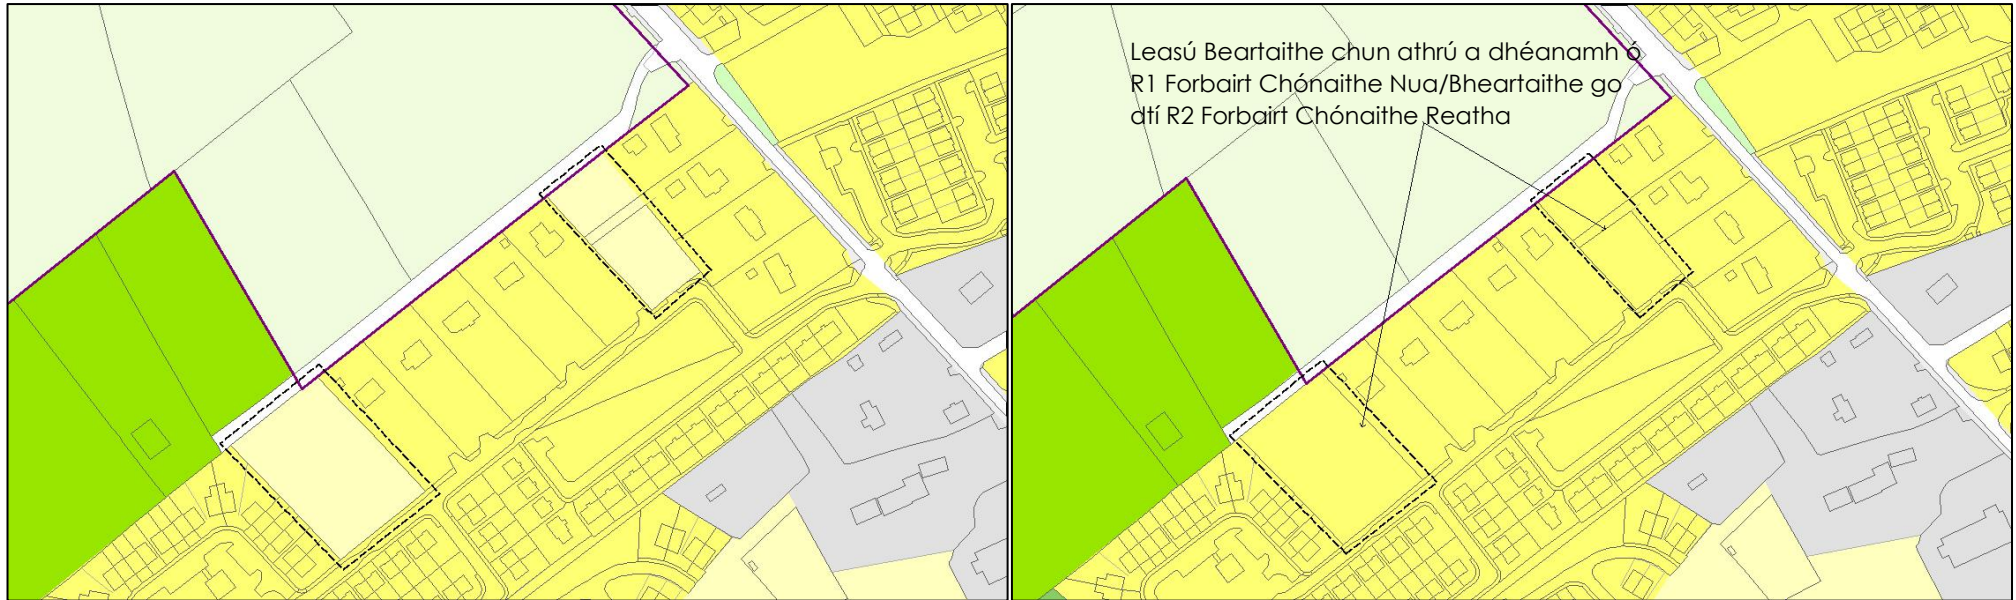 Leasú Beartaithe chun athrú a dhéanamh ó
R1 Forbairt Chónaithe Nua/Bheartaithe go
dtí R2 Forbairt Chónaithe Reatha